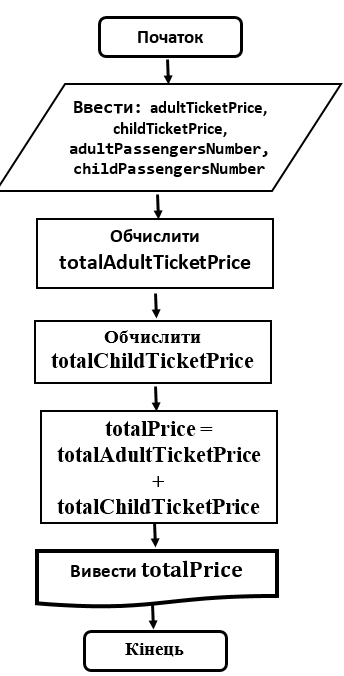 Початок
Ввести: adultTicketPrice,
childTicketPrice,
adultPassengersNumber,
childPassengersNumber
Обчислити
totalAdultTicketPrice
Обчислити
totalChildTicketPrice
totalPrice =
totalAdultTicketPrice
+
totalChildTicketPrice
Вивести totalPrice
Кінець